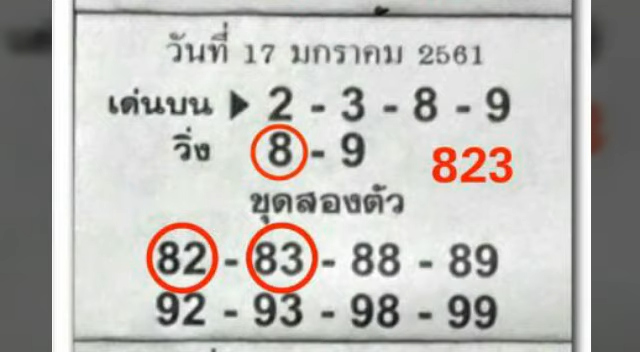 วันที่ 17 มกราคม 2561
เด่นบน ▶ 2 - 3 - 8 - 9
วิ่ง 8 - 9
823
ชุดสองตัว
82 - 83 - 88 - 89
92 - 93 - 98 - 99